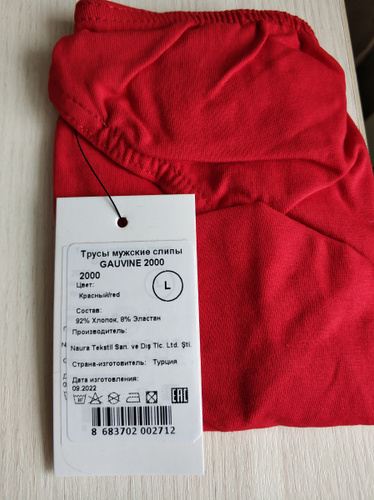 Трусы мужские слипы
GAUVINE 2000
2000
Цвет:
Красный/red
L
Состав:
92% Хлопок, 8% Эластан
Производитель:
Naura Tekstil San. ve Dış Tic. Ltd. Şti.
Страна-изготовитель: Турция
Дата изготовления:
09.2022
EAC
8 683702 002712